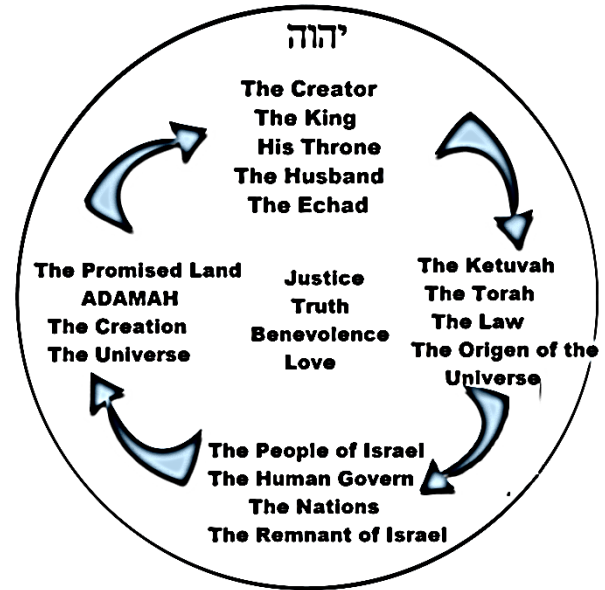 יהוה
The Creator
The King
His Throne
The Husband
The Echad
The Ketuvah
The Torah
The Law
The Origen of the
Universe
The People of Israel
The Human Govern
The Nations
The Remnant of Israel
The Promised Land
ADAMAH
The Creation
The Universe
Justice
Truth
Benevolence
Love